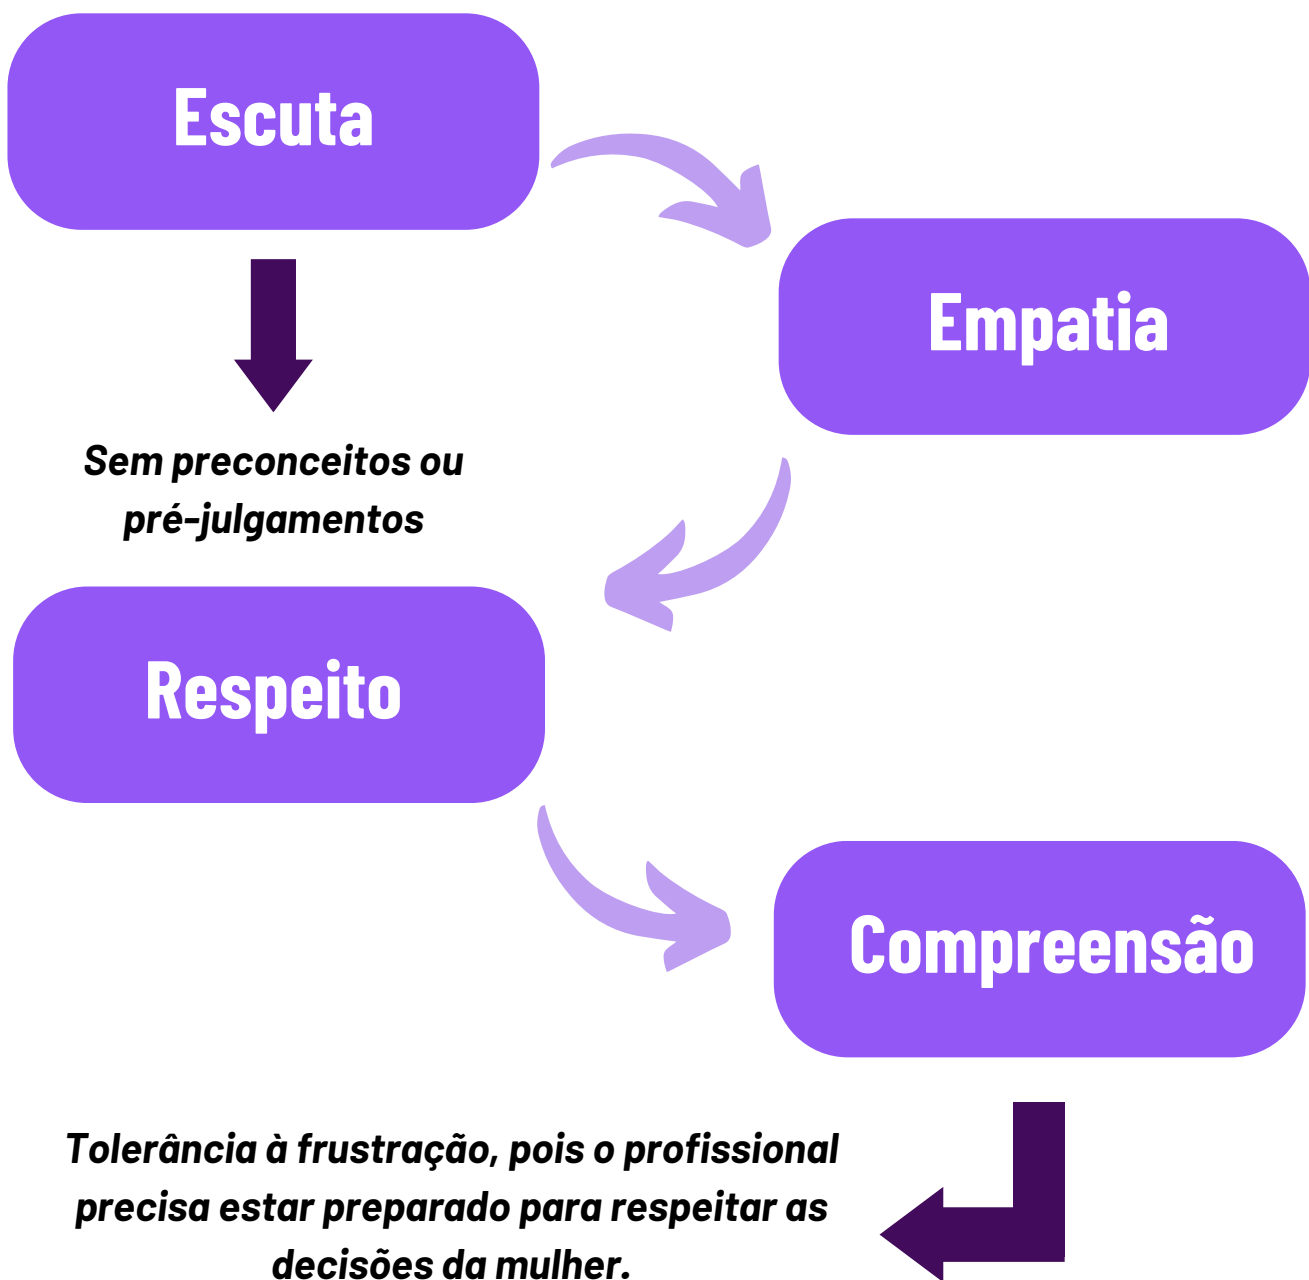 Escuta
Empatia
Sem preconceitos ou
pré-julgamentos
Respeito
Compreensão
Tolerância à frustração, pois o profissional
precisa estar preparado para respeitar as
decisões da mulher.